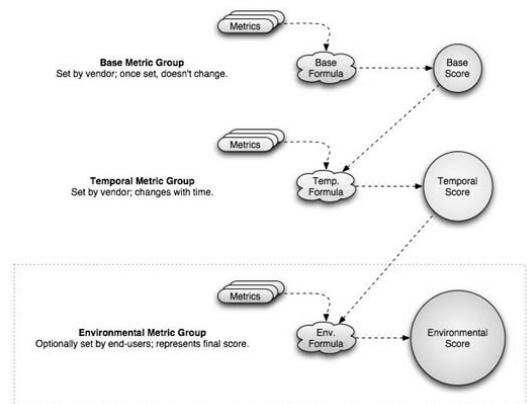 Metrics
Base Metric Group
Set by vendor; once set, doesn't change.
Base
Formula
Base
Score
Metrics
Temporal Metric Group
Set by vendor; changes with time.
Temp.
Formula
Temporal
Score
Metrics
Environmental Metric Group
Optionally set by end-users; represents final score.
Env.
Formula
Environmental
Score